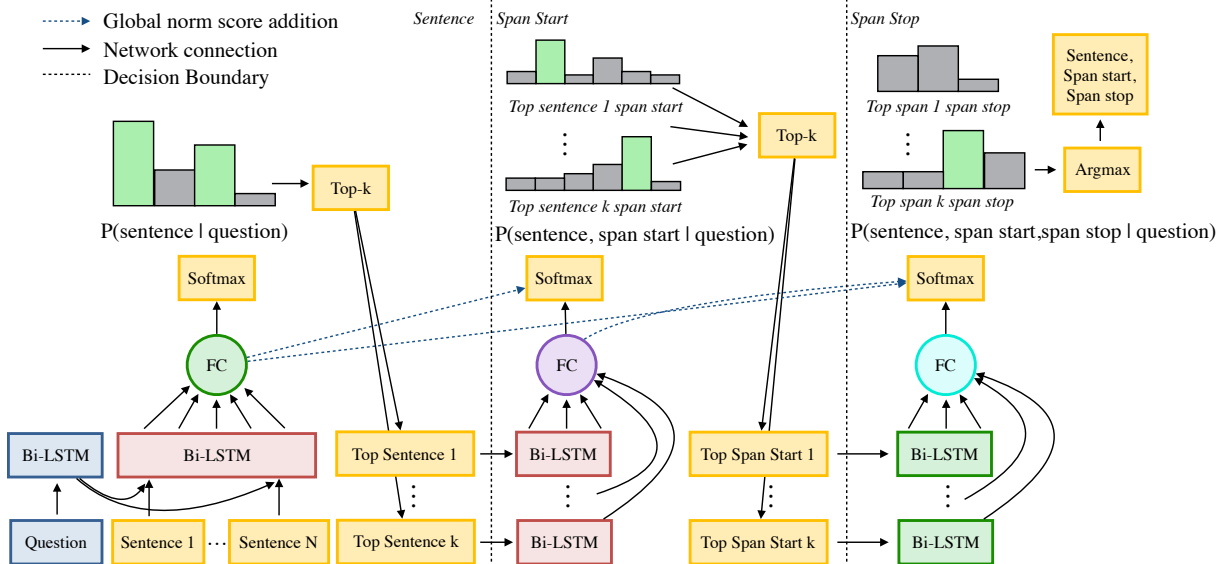 Global norm score addition
Network connection
Decision Boundary
Sentence
Span Start
Span Stop
Top sentence 1 span start
Top span 1 span stop
Sentence,
Span start,
Span stop
Top-k
Top-k
Argmax
Top sentence k span start
Top span k span stop
P(sentence | question)
P(sentence, span start | question)
P(sentence, span start,span stop | question)
Softmax
Softmax
Softmax
FC
FC
FC
Bi-LSTM
Bi-LSTM
Top Sentence 1
Bi-LSTM
Top Span Start 1
Bi-LSTM
Question
Sentence 1
Sentence N
Top Sentence k
Bi-LSTM
Top Span Start k
Bi-LSTM